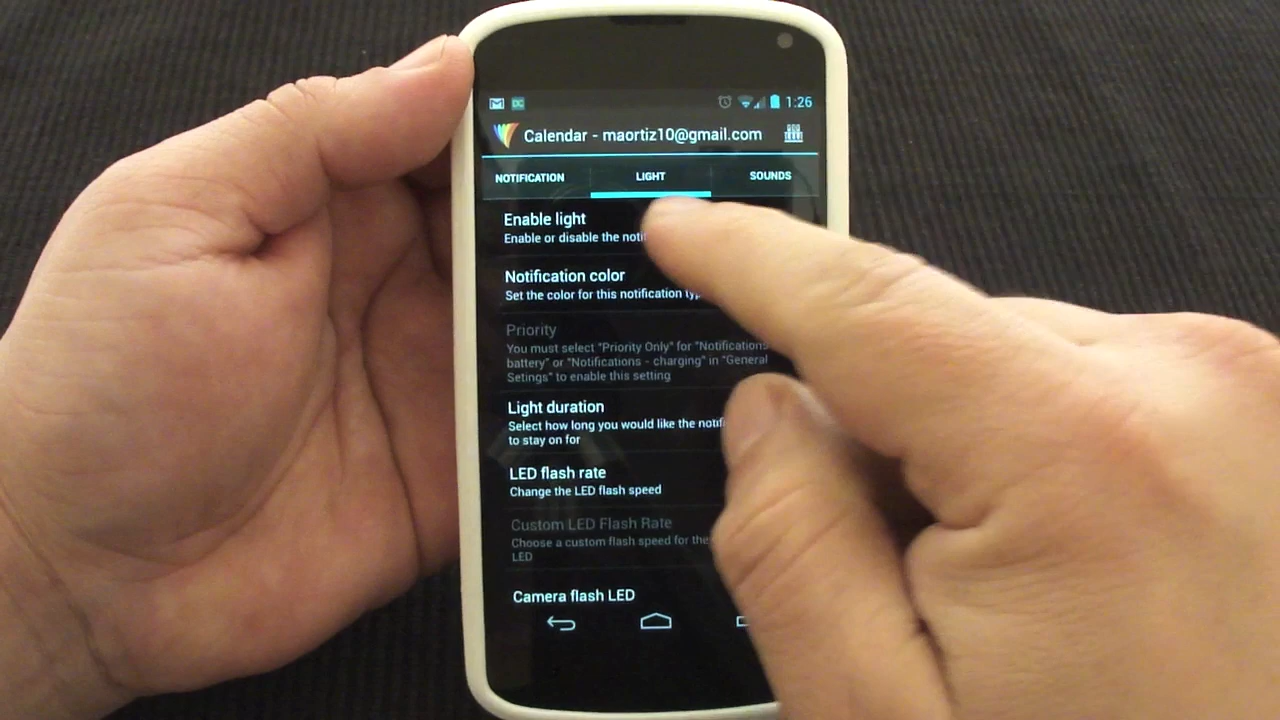 DC
1:26
Calendar - maortiz10@gmail.com
NOTIFICATION LIGHT SOUNDS
Enable light
Enable or disable the
Notification color
Set the color for this notification
Priority
You must select "Priority Only" for "Notifications
battery" or "Notifications - charging" in "General
Setings" to enable this setting
Light duration
Select how long you would like the
to stay on for
LED flash rate
Change the LED flash speed
Custom LED Flash Rate
Choose a custom flash speed for the
LED
Camera flash LED